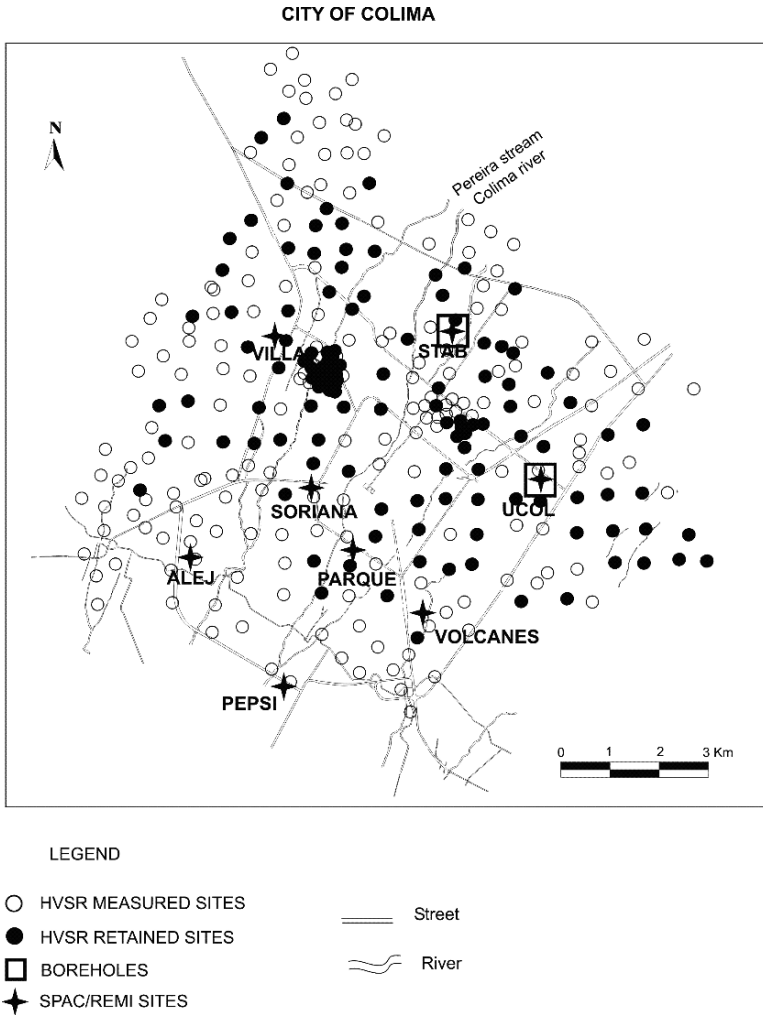 CITY OF COLIMA
N
Pereira stream
Colima river
VILLA
STAB
SORIANA
UCOL
ALEJ
PARQUE
VOLCANES
PEPSI
0 1 2 3 Km
LEGEND
HVSR MEASURED SITES
HVSR RETAINED SITES
BOREHOLES
SPAC/REMI SITES
Street
River